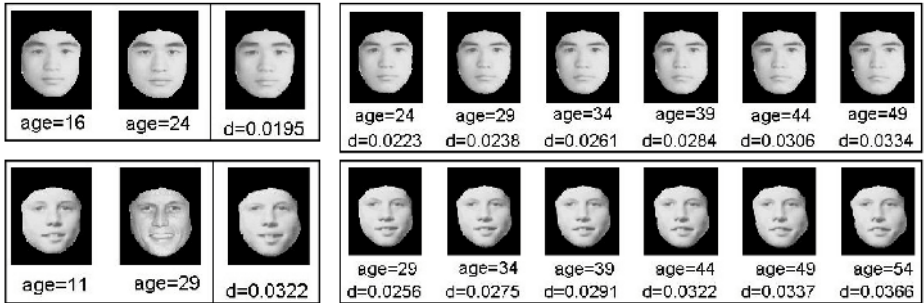 age=16 age=24 d=0.0195
age=24 age=29 age=34 age=39 age=44 age=49
d=0.0223 d=0.0238 d=0.0261 d=0.0284 d=0.0306 d=0.0334
age=11 age=29 d=0.0322
age=29 age=34 age=39 age=44 age=49 age=54
d=0.0256 d=0.0275 d=0.0291 d=0.0322 d=0.0337 d=0.0366